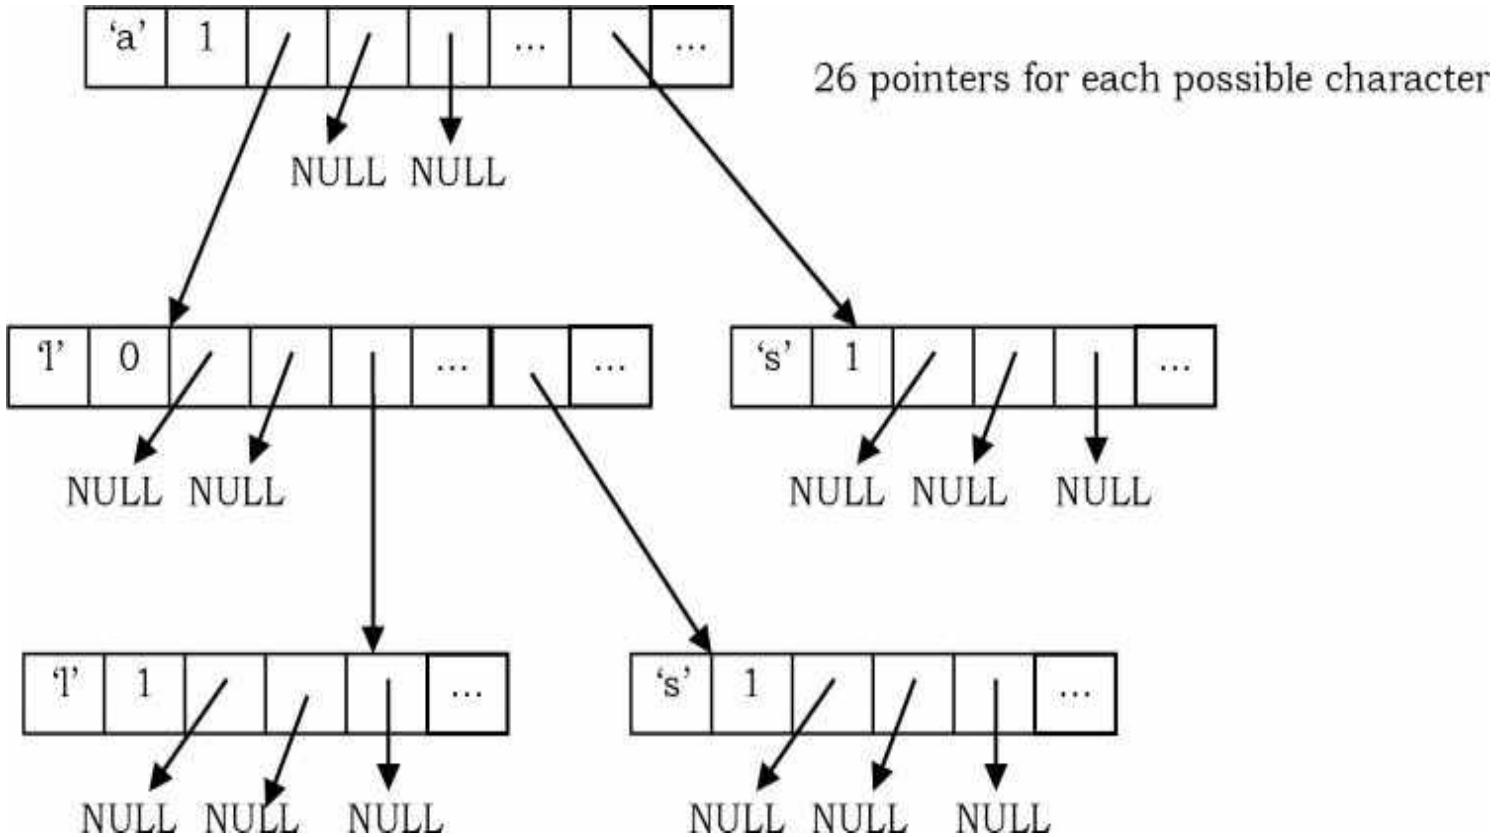 ‘a’ 1 ... ...
26 pointers for each possible character
NULL NULL
‘l’ 0 ... ...
‘s’ 1 ...
NULL NULL
NULL NULL NULL
‘l’ 1 ...
‘s’ 1 ...
NULL NULL NULL
NULL NULL NULL